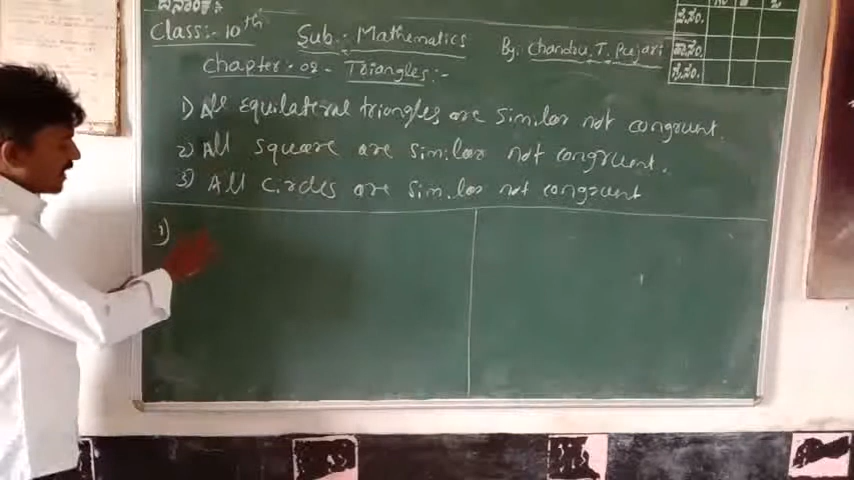 ದಿನಾಂಕ:
Class:- 10th Sub:- Mathematics By: Chandru.T. Pujari
Chapter - 02 - Triangles :-
1) All equilateral triangles are similar not congruent.
2) All square are similar not congruent.
3) All circles are similar not congruent
1)